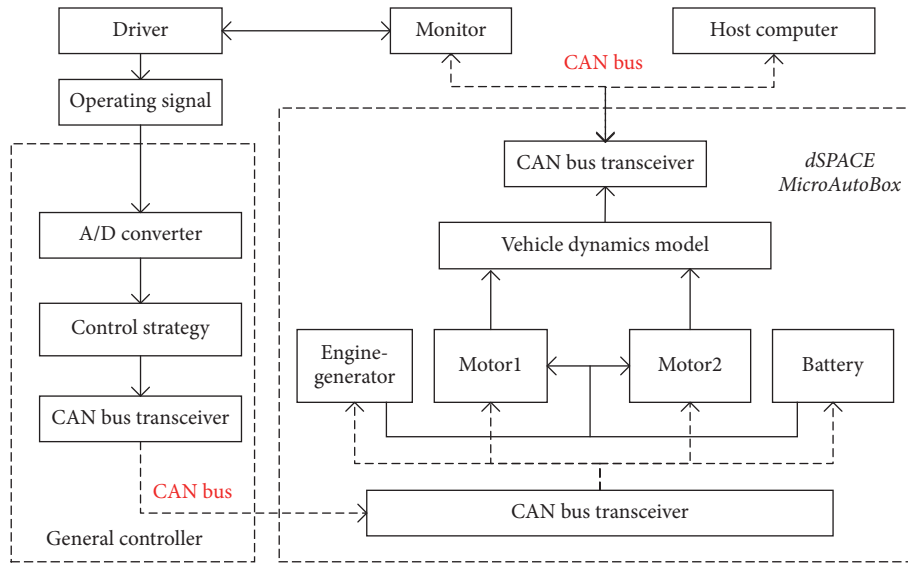 Driver
Monitor
Host computer
CAN bus
Operating signal
CAN bus transceiver
dSPACE
MicroAutoBox
A/D converter
Vehicle dynamics model
Control strategy
Engine-
generator
Motor1
Motor2
Battery
CAN bus transceiver
CAN bus
CAN bus transceiver
General controller